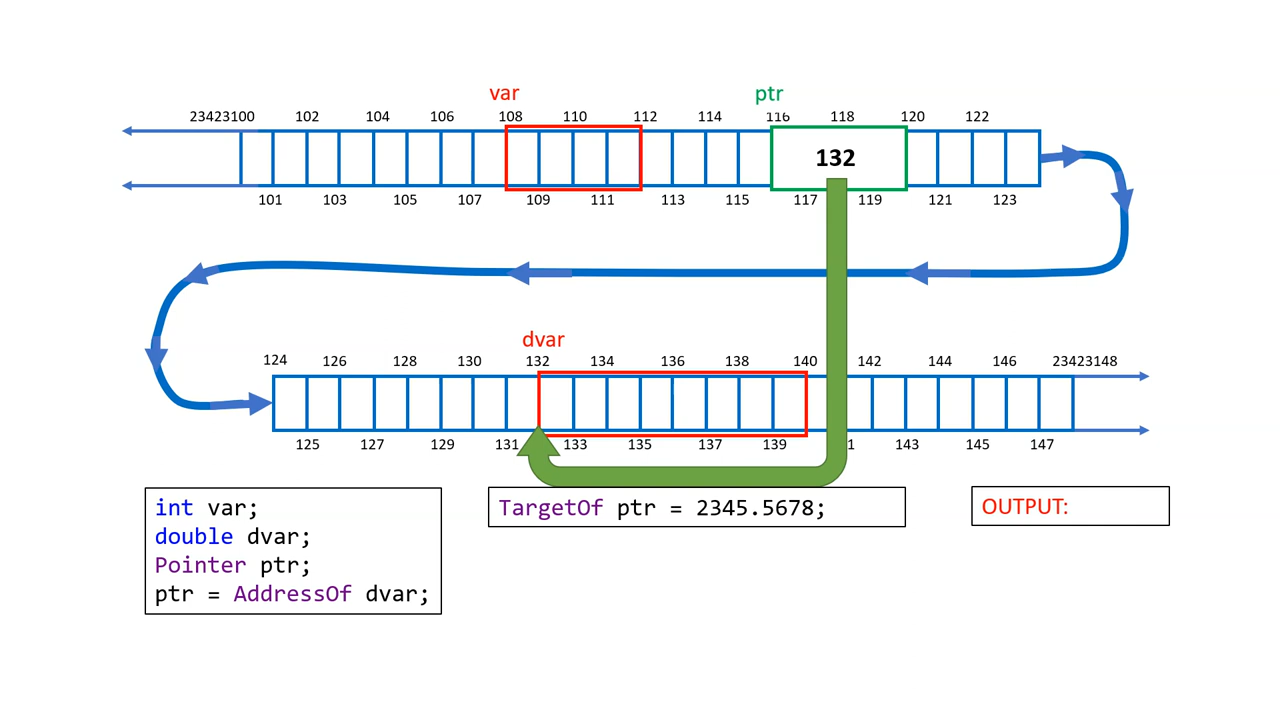 var ptr
23423100 102 104 106 108 110 112 114 116 118 120 122
132
101 103 105 107 109 111 113 115 117 119 121 123
dvar
124 126 128 130 132 134 136 138 140 142 144 146 23423148
125 127 129 131 133 135 137 139 1 143 145 147
int var;
double dvar;
Pointer ptr;
ptr = AddressOf dvar;
TargetOf ptr = 2345.5678;
OUTPUT: